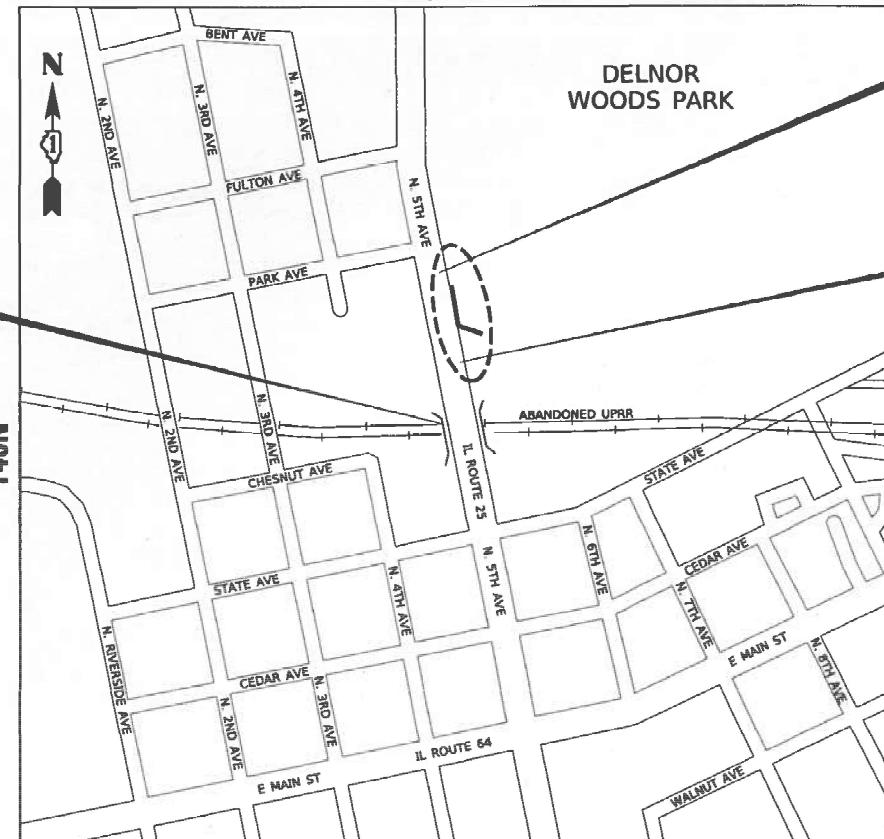 BENT AVE
N
DELNOR
WOODS PARK
N. 2ND AVE
N. 3RD AVE
N. 4TH AVE
1
FULTON AVE
N. 5TH AVE
PARK AVE
N. 2ND AVE
N. 3RD AVE
ABANDONED UPRR
T40N
CHESNUT AVE
IL ROUTE 25
STATE AVE
STATE AVE
N. 4TH AVE
N. 5TH AVE
N. 6TH AVE
CEDAR AVE
N. 7TH AVE
N. RIVERSIDE AVE
CEDAR AVE
N. 2ND AVE
N. 3RD AVE
E MAIN ST
N. 8TH AVE
IL ROUTE 64
E MAIN ST
WALNUT AVE